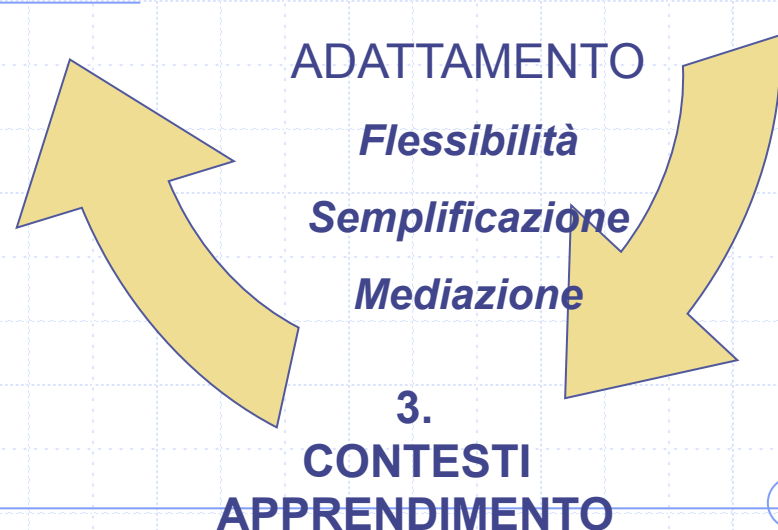 ADATTAMENTO
Flessibilità
Semplificazione
Mediazione
3.
CONTESTI
APPRENDIMENTO